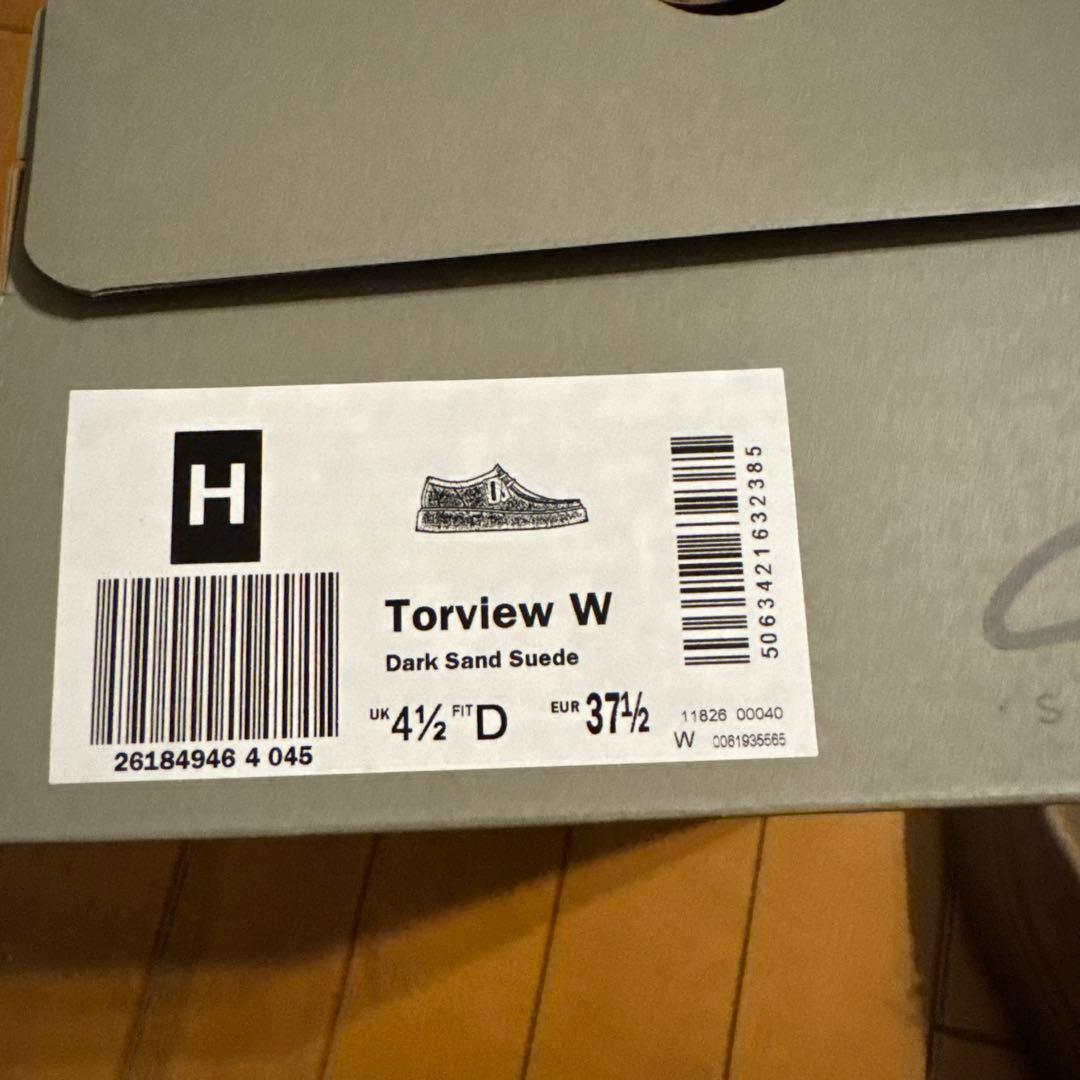 H
Torview W
Dark Sand Suede
UK 4½ FIT D EUR 37½
26184946 4 045
5063421632385
11826 00040
W 0061935565